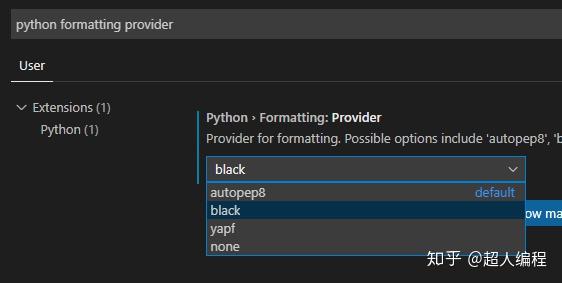 python formatting provider
User
Extensions (1)
Python (1)
Python › Formatting: Provider
Provider for formatting. Possible options include 'autopep8', 'b
black
autopep8 default
black
yapf
none
ow ma
知乎 @超人编程